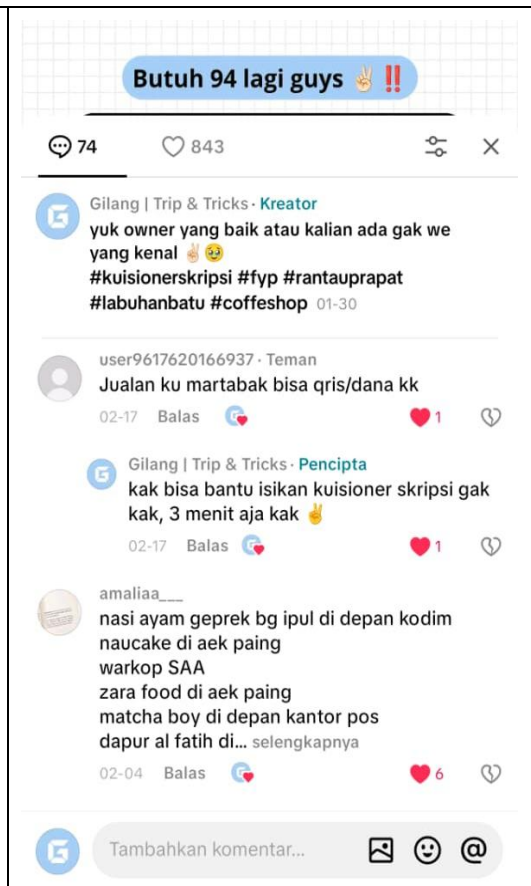 Butuh 94 lagi guys ✌🏻 ‼️
74
843
Gilang | Trip & Tricks · Kreator
yuk owner yang baik atau kalian ada gak we
yang kenal ✌🏻🥹
#kuisionerskripsi #fyp #rantauprapat
#labuhanbatu #coffeshop 01-30
user9617620166937 · Teman
Jualan ku martabak bisa qris/dana kk
02-17 Balas 1
Gilang | Trip & Tricks · Pencipta
kak bisa bantu isikan kuisioner skripsi gak
kak, 3 menit aja kak ✌️
02-17 Balas 1
amaliaa___
nasi ayam geprek bg ipul di depan kodim
naucake di aek paing
warkop SAA
zara food di aek paing
matcha boy di depan kantor pos
dapur al fatih di... selengkapnya
02-04 Balas 6
Tambahkan komentar...